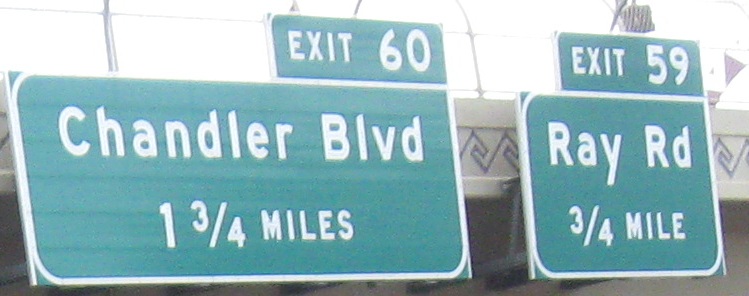 EXIT 60
Chandler Blvd
1 3/4 MILES
EXIT 59
Ray Rd
3/4 MILE